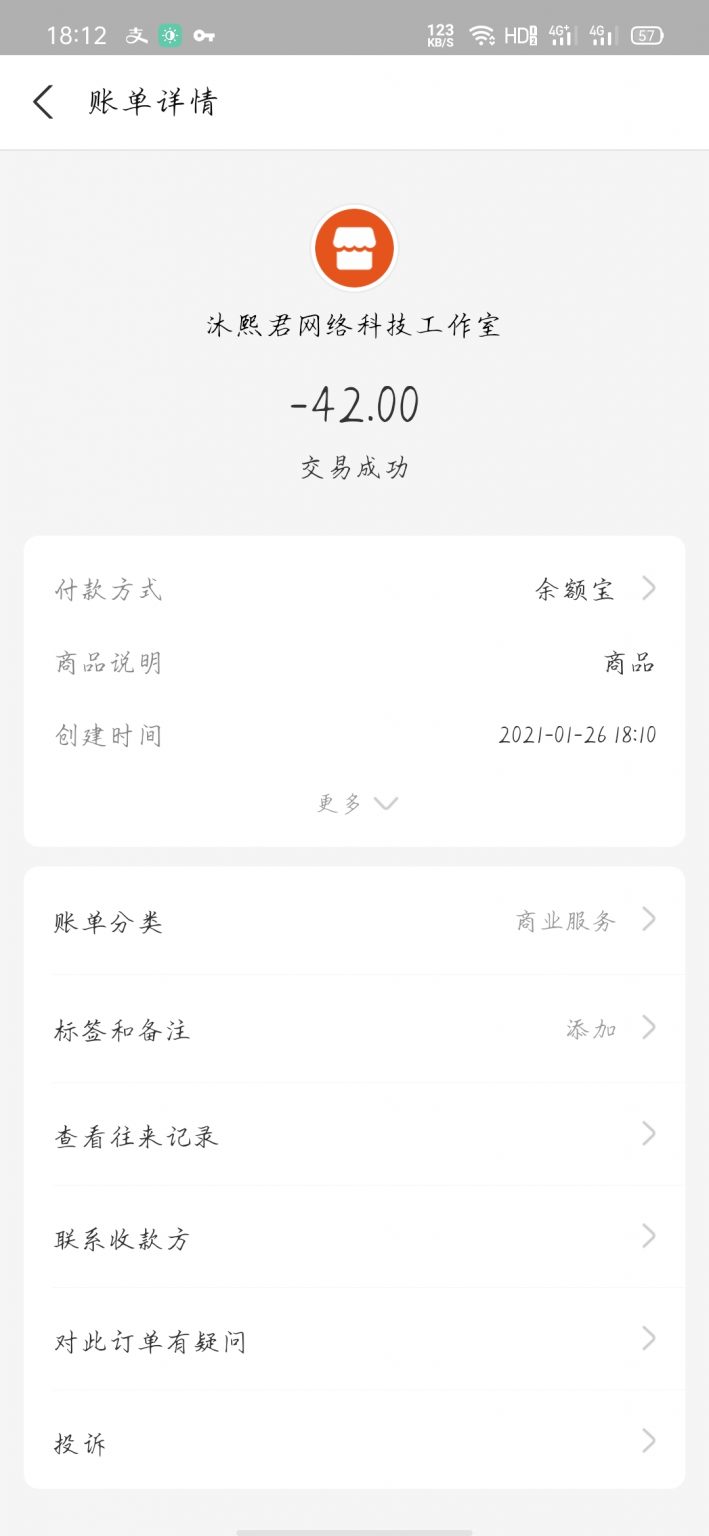 18:12 支 123 KB/S HD 1 2 4G+ 4G 57
账单详情
沐熙君网络科技工作室
-42.00
交易成功
付款方式 余额宝
商品说明 商品
创建时间 2021-01-26 18:10
更多
账单分类 商业服务
标签和备注 添加
查看往来记录
联系收款方
对此订单有疑问
投诉